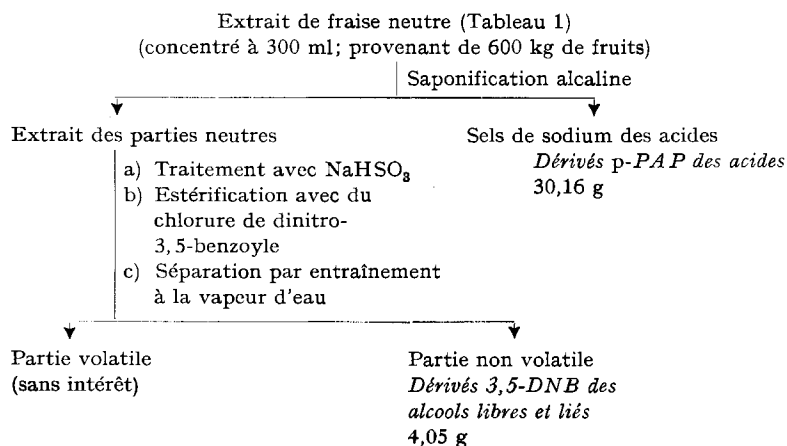 Extrait de fraise neutre (Tableau 1)
(concentré à 300 ml; provenant de 600 kg de fruits)
Saponification alcaline
Extrait des parties neutres
a) Traitement avec NaHSO₃
b) Estérification avec du
chlorure de dinitro-
3,5-benzoyle
c) Séparation par entraînement
à la vapeur d'eau
Sels de sodium des acides
Dérivés p-PAP des acides
30,16 g
Partie volatile
(sans intérêt)
Partie non volatile
Dérivés 3,5-DNB des
alcools libres et liés
4,05 g